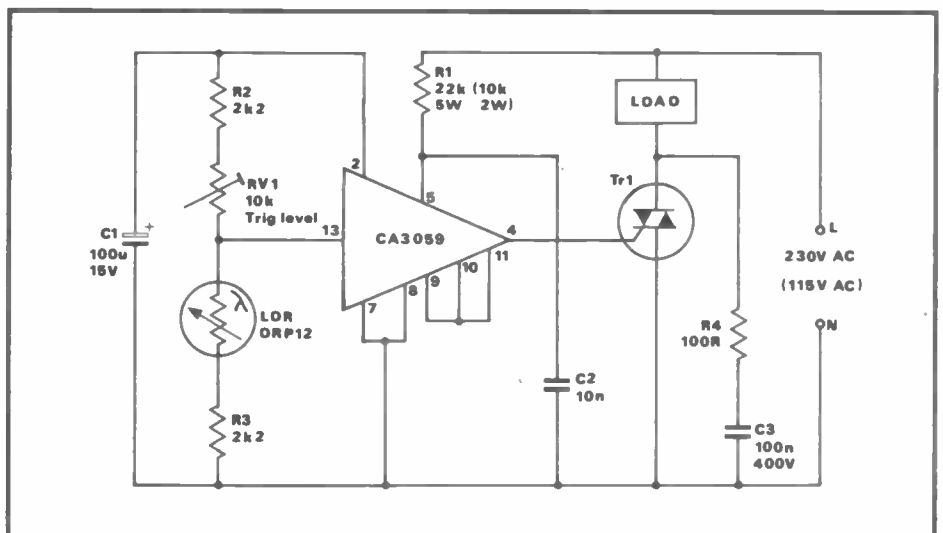 R2
2k2
R1
22k (10k
5W 2W)
LOAD
2
RV1
10k
Trig level
5
Tr1
C1
+
100u
15V
13
CA3059
4
11
10
9
8
7
λ
LDR
ORP12
L
230V AC
(115V AC)
N
R4
100R
C2
10n
R3
2k2
C3
100n
400V